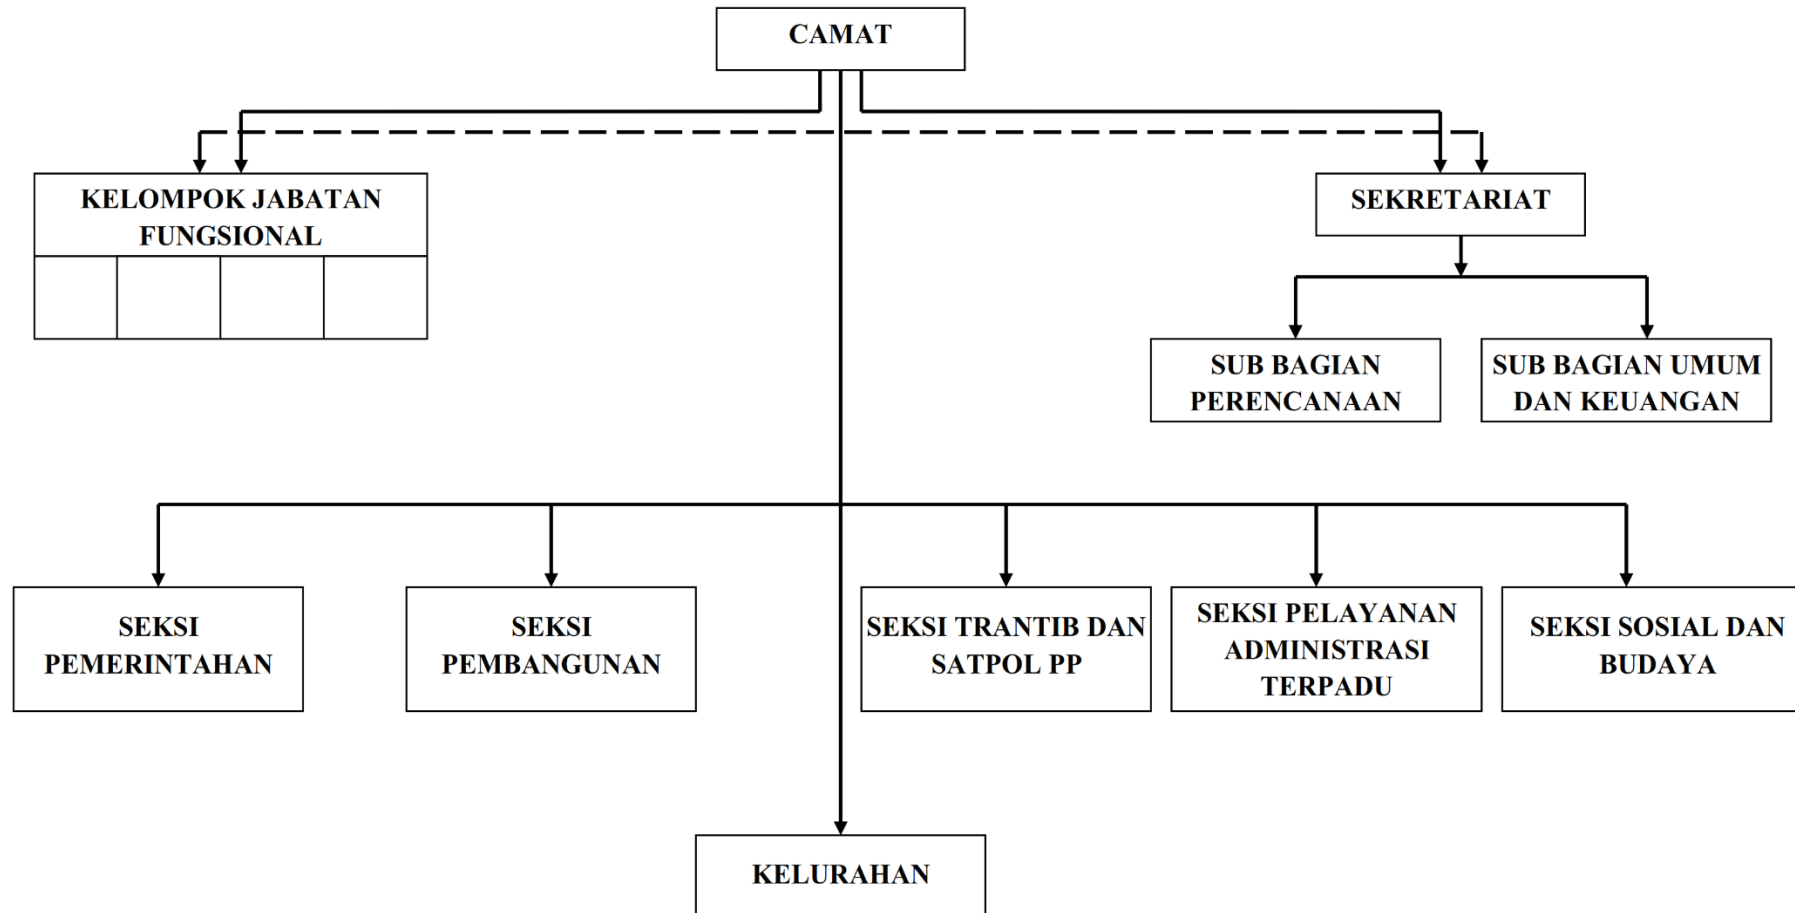 CAMAT
KELOMPOK JABATAN
FUNGSIONAL
SEKRETARIAT
SUB BAGIAN
PERENCANAAN
SUB BAGIAN UMUM
DAN KEUANGAN
SEKSI
PEMERINTAHAN
SEKSI
PEMBANGUNAN
SEKSI TRANTIB DAN
SATPOL PP
SEKSI PELAYANAN
ADMINISTRASI
TERPADU
SEKSI SOSIAL DAN
BUDAYA
KELURAHAN